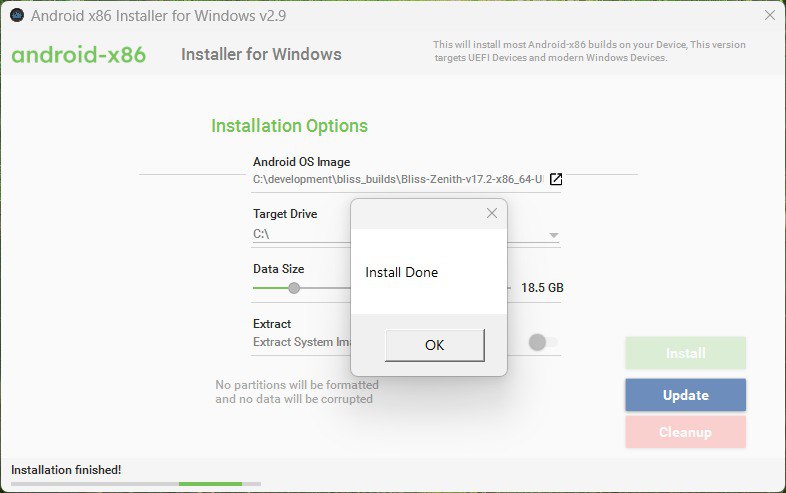 Android x86 Installer for Windows v2.9
android-x86
Installer for Windows
This will install most Android-x86 builds on your Device, This version
targets UEFI Devices and modern Windows Devices.
Installation Options
Android OS Image
C:\development\bliss_builds\Bliss-Zenith-v17.2-x86_64-U
Target Drive
C:\
Install Done
Data Size
18.5 GB
Extract
Extract System
OK
Install
No partitions will be formatted
and no data will be corrupted
Update
Cleanup
Installation finished!